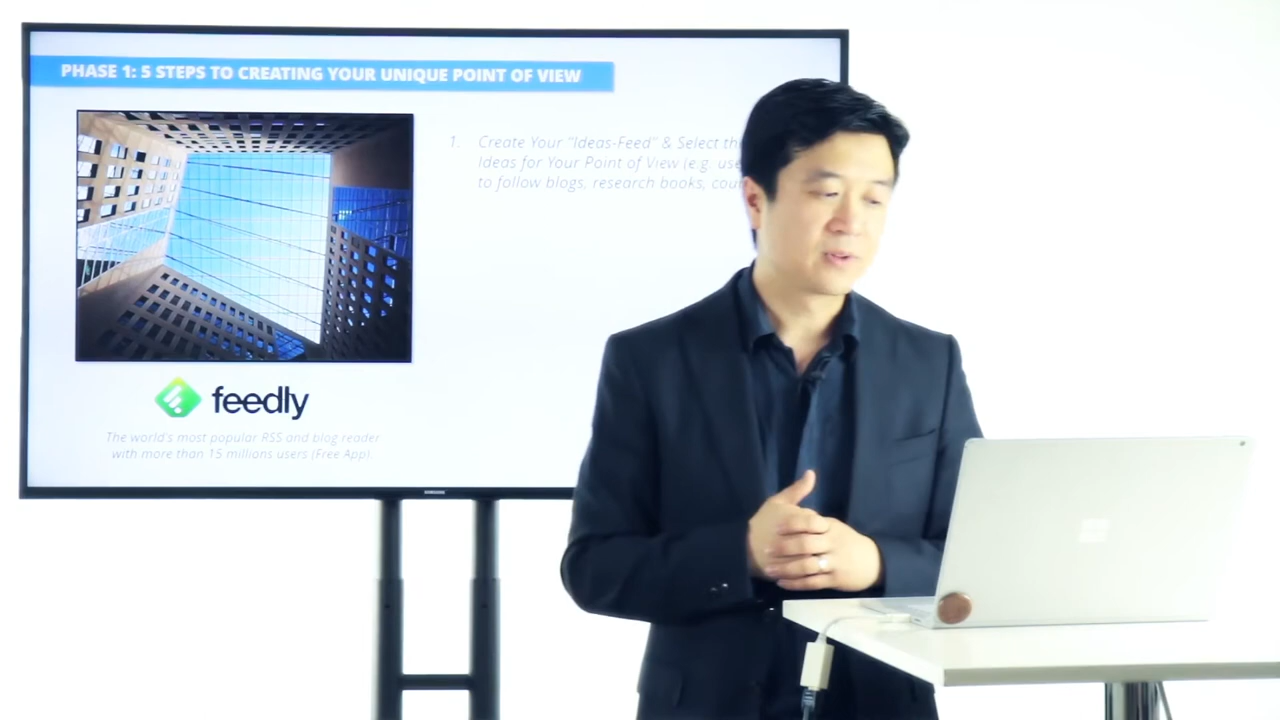 PHASE 1: 5 STEPS TO CREATING YOUR UNIQUE POINT OF VIEW
1. Create Your "Ideas-Feed" & Select
Ideas for Your Point of View (e.g.
to follow blogs, research books,
feedly
The world's most popular RSS and blog reader
with more than 15 millions users (Free App).
SAMSUNG